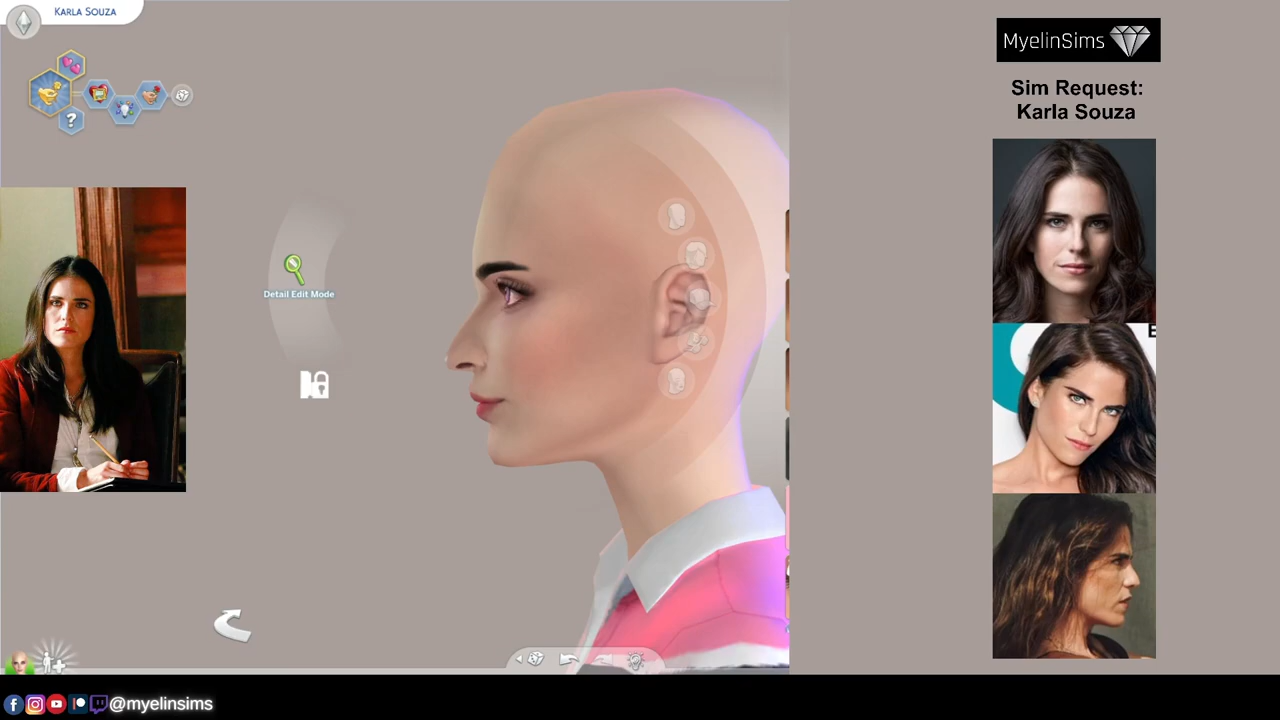 KARLA SOUZA
MyelinSims
Sim Request:
Karla Souza
?
Detail Edit Mode
E
@myelinsims